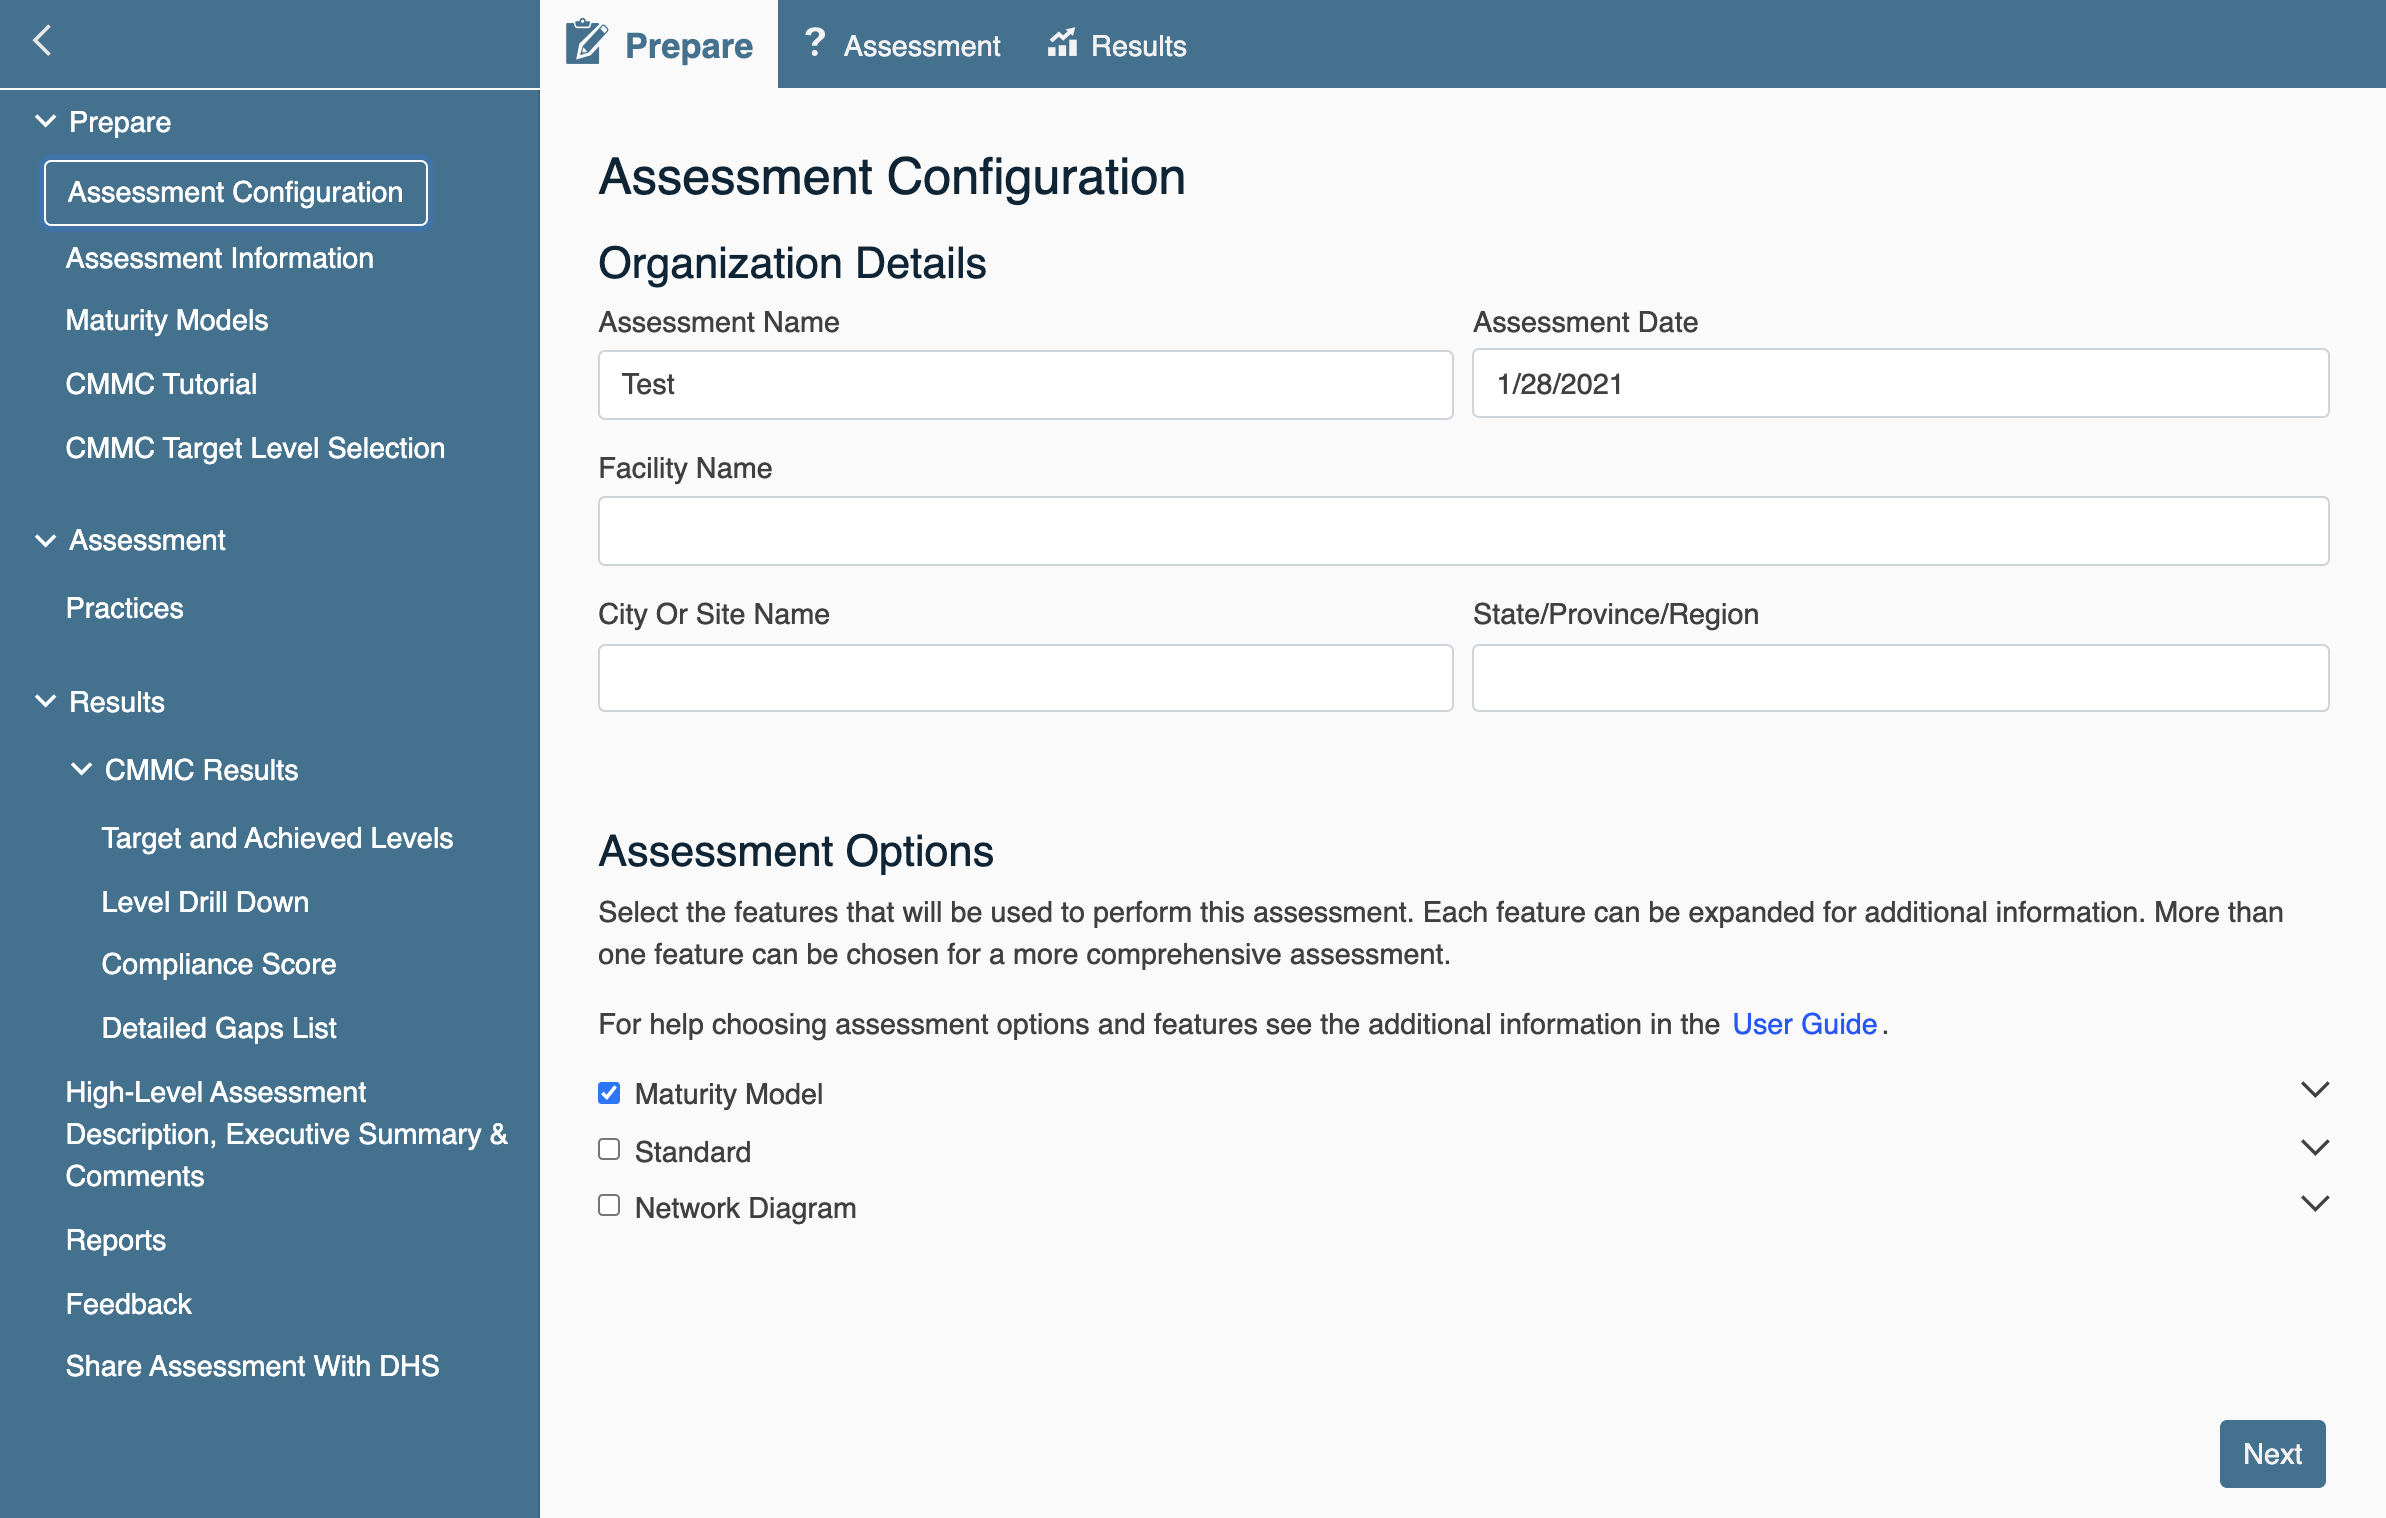 Prepare
Assessment
Results
Prepare
Assessment Configuration
Assessment Information
Maturity Models
CMMC Tutorial
CMMC Target Level Selection
Assessment
Practices
Results
CMMC Results
Target and Achieved Levels
Level Drill Down
Compliance Score
Detailed Gaps List
High-Level Assessment
Description, Executive Summary &
Comments
Reports
Feedback
Share Assessment With DHS
Assessment Configuration
Organization Details
Assessment Name
Assessment Date
Test
1/28/2021
Facility Name
City Or Site Name
State/Province/Region
Assessment Options
Select the features that will be used to perform this assessment. Each feature can be expanded for additional information. More than
one feature can be chosen for a more comprehensive assessment.
For help choosing assessment options and features see the additional information in the User Guide.
Maturity Model
Standard
Network Diagram
Next